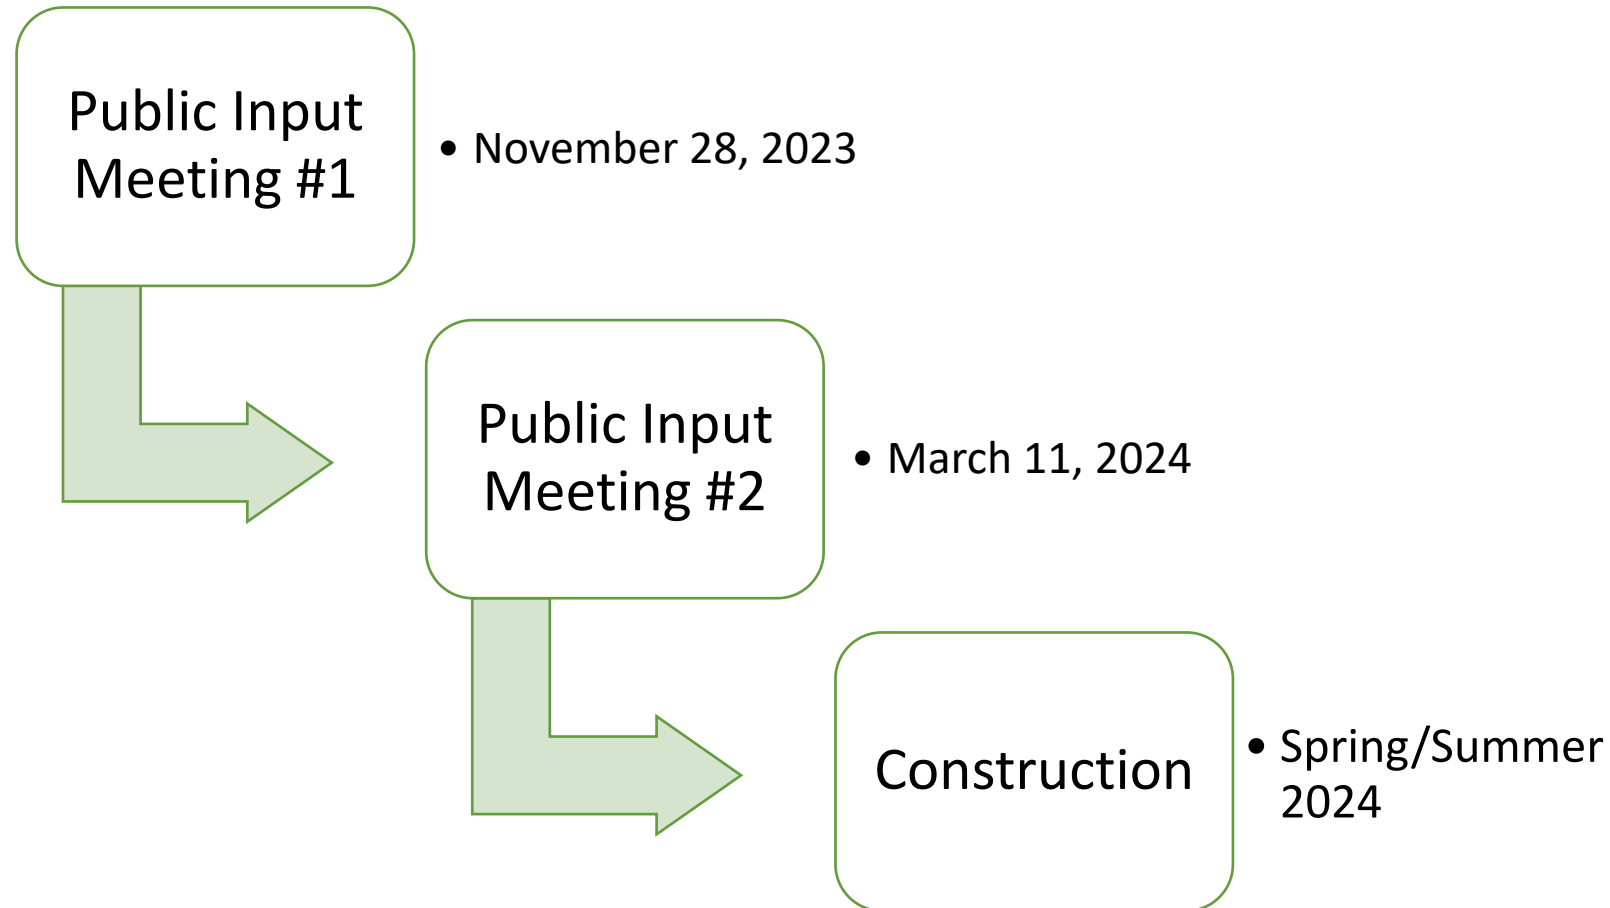 Public Input
Meeting #1
• November 28, 2023
Public Input
Meeting #2
• March 11, 2024
Construction
• Spring/Summer
2024